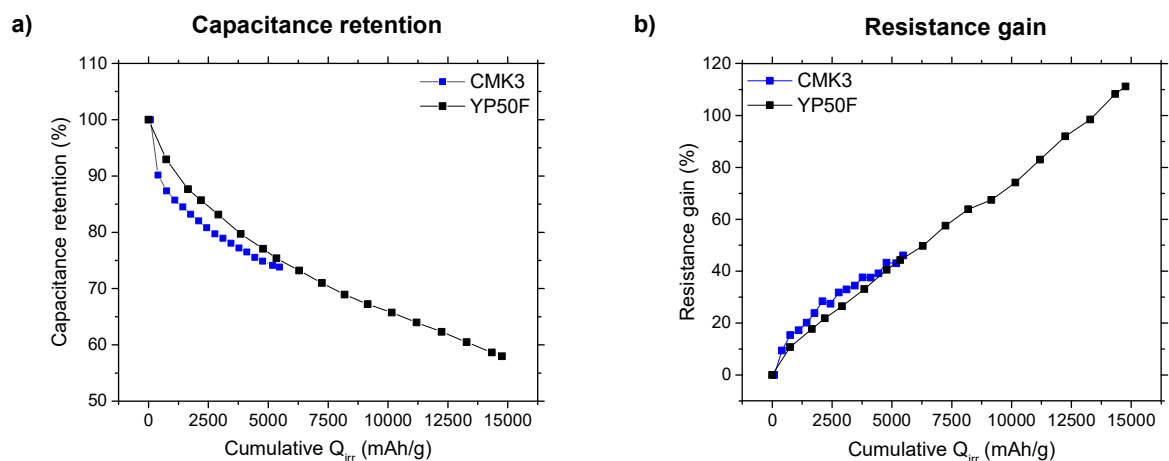 a)
Capacitance retention
110
100
90
80
70
60
50
Capacitance retention (%)
CMK3
YP50F
0 2500 5000 7500 10000 12500 15000
Cumulative Qirr (mAh/g)
b)
Resistance gain
120
100
80
60
40
20
0
Resistance gain (%)
CMK3
YP50F
0 2500 5000 7500 10000 12500 15000
Cumulative Qirr (mAh/g)